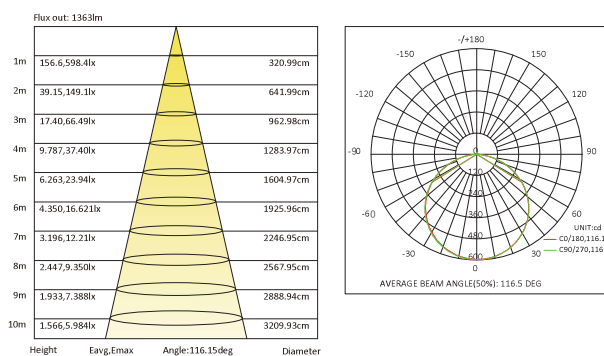 Flux out: 1363lm
1m 156.6,598.4lx 320.99cm
2m 39.15,149.1lx 641.99cm
3m 17.40,66.49lx 962.98cm
4m 9.787,37.40lx 1283.97cm
5m 6.263,23.94lx 1604.97cm
6m 4.350,16.621lx 1925.96cm
7m 3.196,12.21lx 2246.95cm
8m 2.447,9.350lx 2567.95cm
9m 1.933,7.388lx 2888.94cm
10m 1.566,5.984lx 3209.93cm
Height Eavg,Emax Angle:116.15deg Diameter
-/+180
-150 150
-120 120
-90 0 90
120
240
-60 360 60
UNIT:cd
480
C0/180,116.1
-30 600 30
C90/270,116
0
AVERAGE BEAM ANGLE(50%): 116.5 DEG